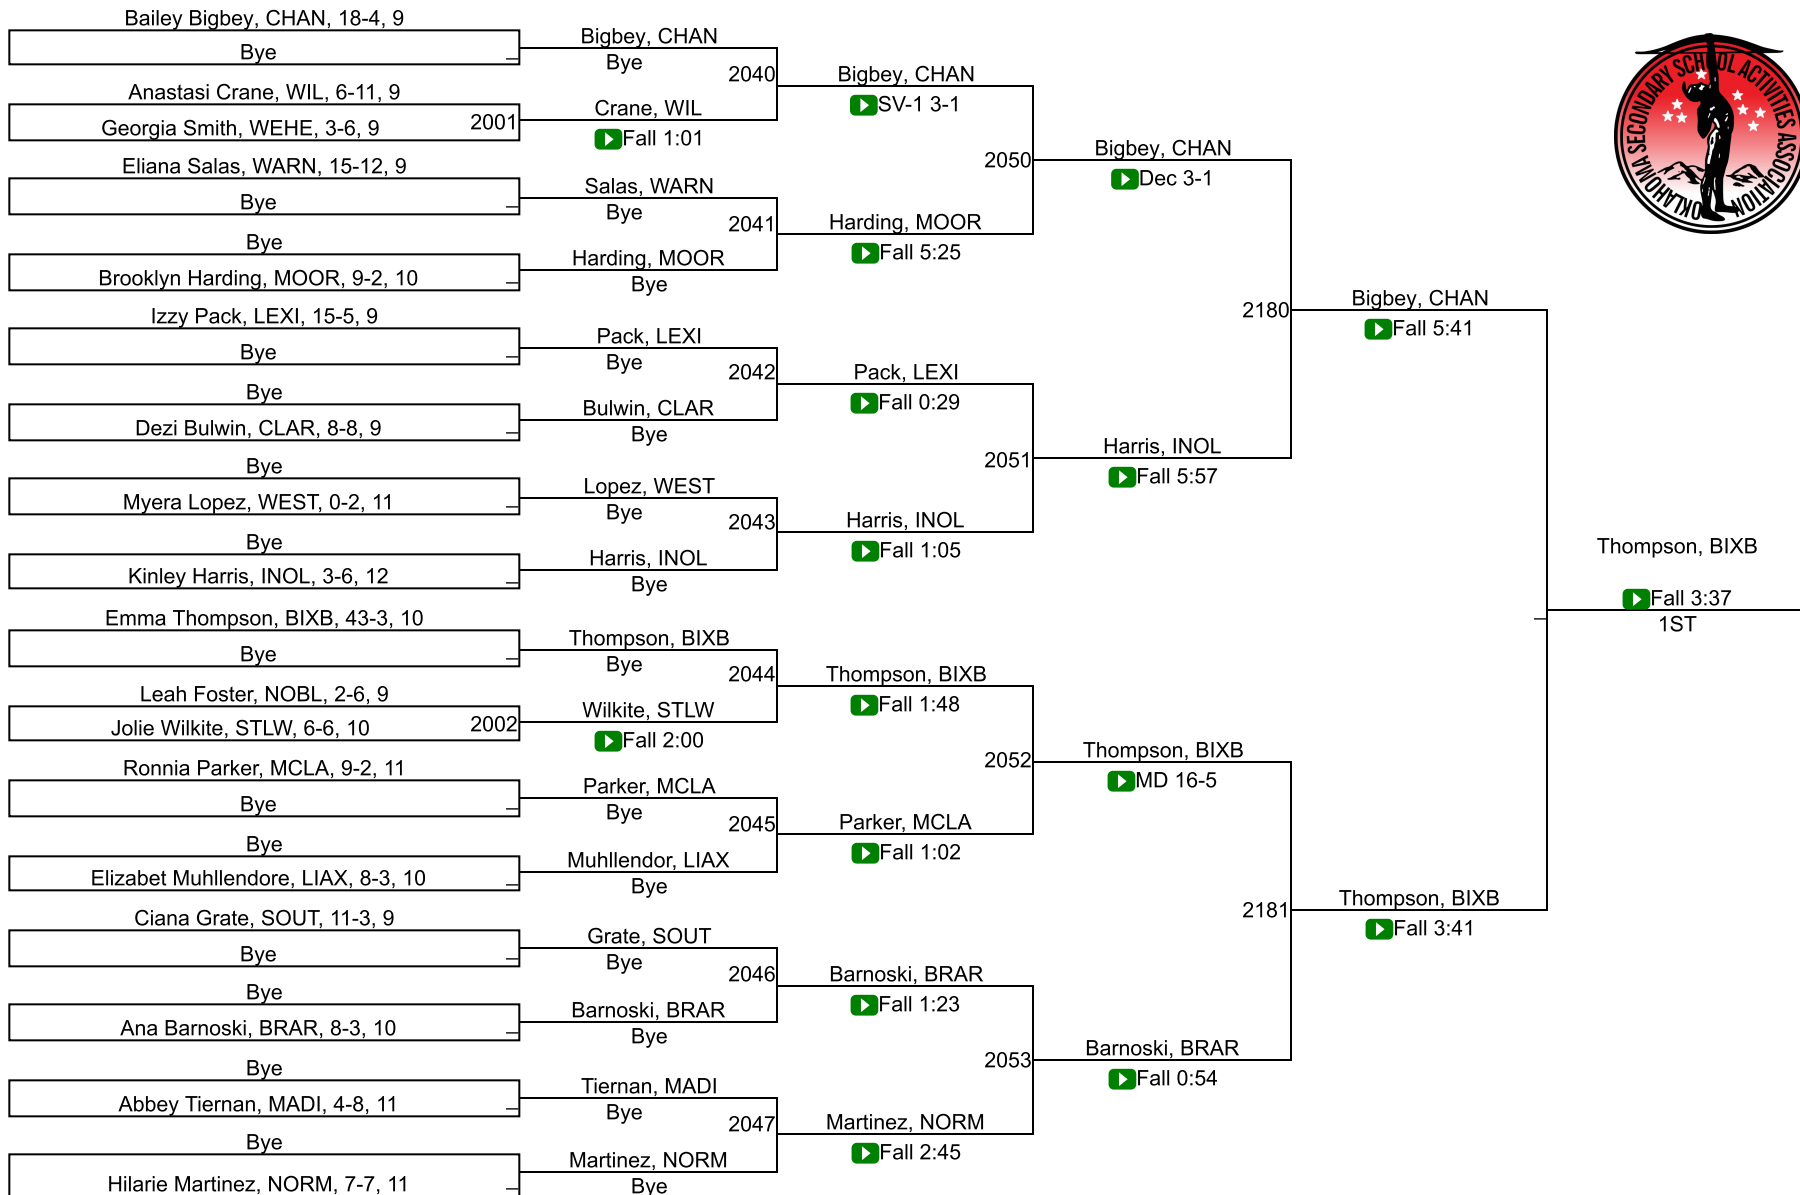 Bailey Bigbey, CHAN, 18-4, 9
Bye
Anastasi Crane, WIL, 6-11, 9
Georgia Smith, WEHE, 3-6, 9
2001
Eliana Salas, WARN, 15-12, 9
Bye
Bye
Brooklyn Harding, MOOR, 9-2, 10
Izzy Pack, LEXI, 15-5, 9
Bye
Bye
Dezi Bulwin, CLAR, 8-8, 9
Bye
Myera Lopez, WEST, 0-2, 11
Bye
Kinley Harris, INOL, 3-6, 12
Emma Thompson, BIXB, 43-3, 10
Bye
Leah Foster, NOBL, 2-6, 9
Jolie Wilkite, STLW, 6-6, 10
2002
Ronnia Parker, MCLA, 9-2, 11
Bye
Bye
Elizabet Muhllendore, LIAX, 8-3, 10
Ciana Grate, SOUT, 11-3, 9
Bye
Bye
Ana Barnoski, BRAR, 8-3, 10
Bye
Abbey Tiernan, MADI, 4-8, 11
Bye
Hilarie Martinez, NORM, 7-7, 11
Bigbey, CHAN
Bye
2040
Crane, WIL
Fall 1:01
Salas, WARN
Bye
2041
Harding, MOOR
Bye
Pack, LEXI
Bye
2042
Bulwin, CLAR
Bye
Lopez, WEST
Bye
2043
Harris, INOL
Bye
Thompson, BIXB
Bye
2044
Wilkite, STLW
Fall 2:00
Parker, MCLA
Bye
2045
Muhllendor, LIAX
Bye
Grate, SOUT
Bye
2046
Barnoski, BRAR
Bye
Tiernan, MADI
Bye
2047
Martinez, NORM
Bye
Bigbey, CHAN
SV-1 3-1
2050
Harding, MOOR
Fall 5:25
Pack, LEXI
Fall 0:29
2051
Harris, INOL
Fall 1:05
Thompson, BIXB
Fall 1:48
2052
Parker, MCLA
Fall 1:02
Barnoski, BRAR
Fall 1:23
2053
Martinez, NORM
Fall 2:45
Bigbey, CHAN
Dec 3-1
2180
Harris, INOL
Fall 5:57
Thompson, BIXB
MD 16-5
2181
Barnoski, BRAR
Fall 0:54
Bigbey, CHAN
Fall 5:41
Thompson, BIXB
Fall 3:41
Thompson, BIXB
Fall 3:37
1ST
OKLAHOMA SECONDARY SCHOOL ACTIVITIES ASSOCIATION